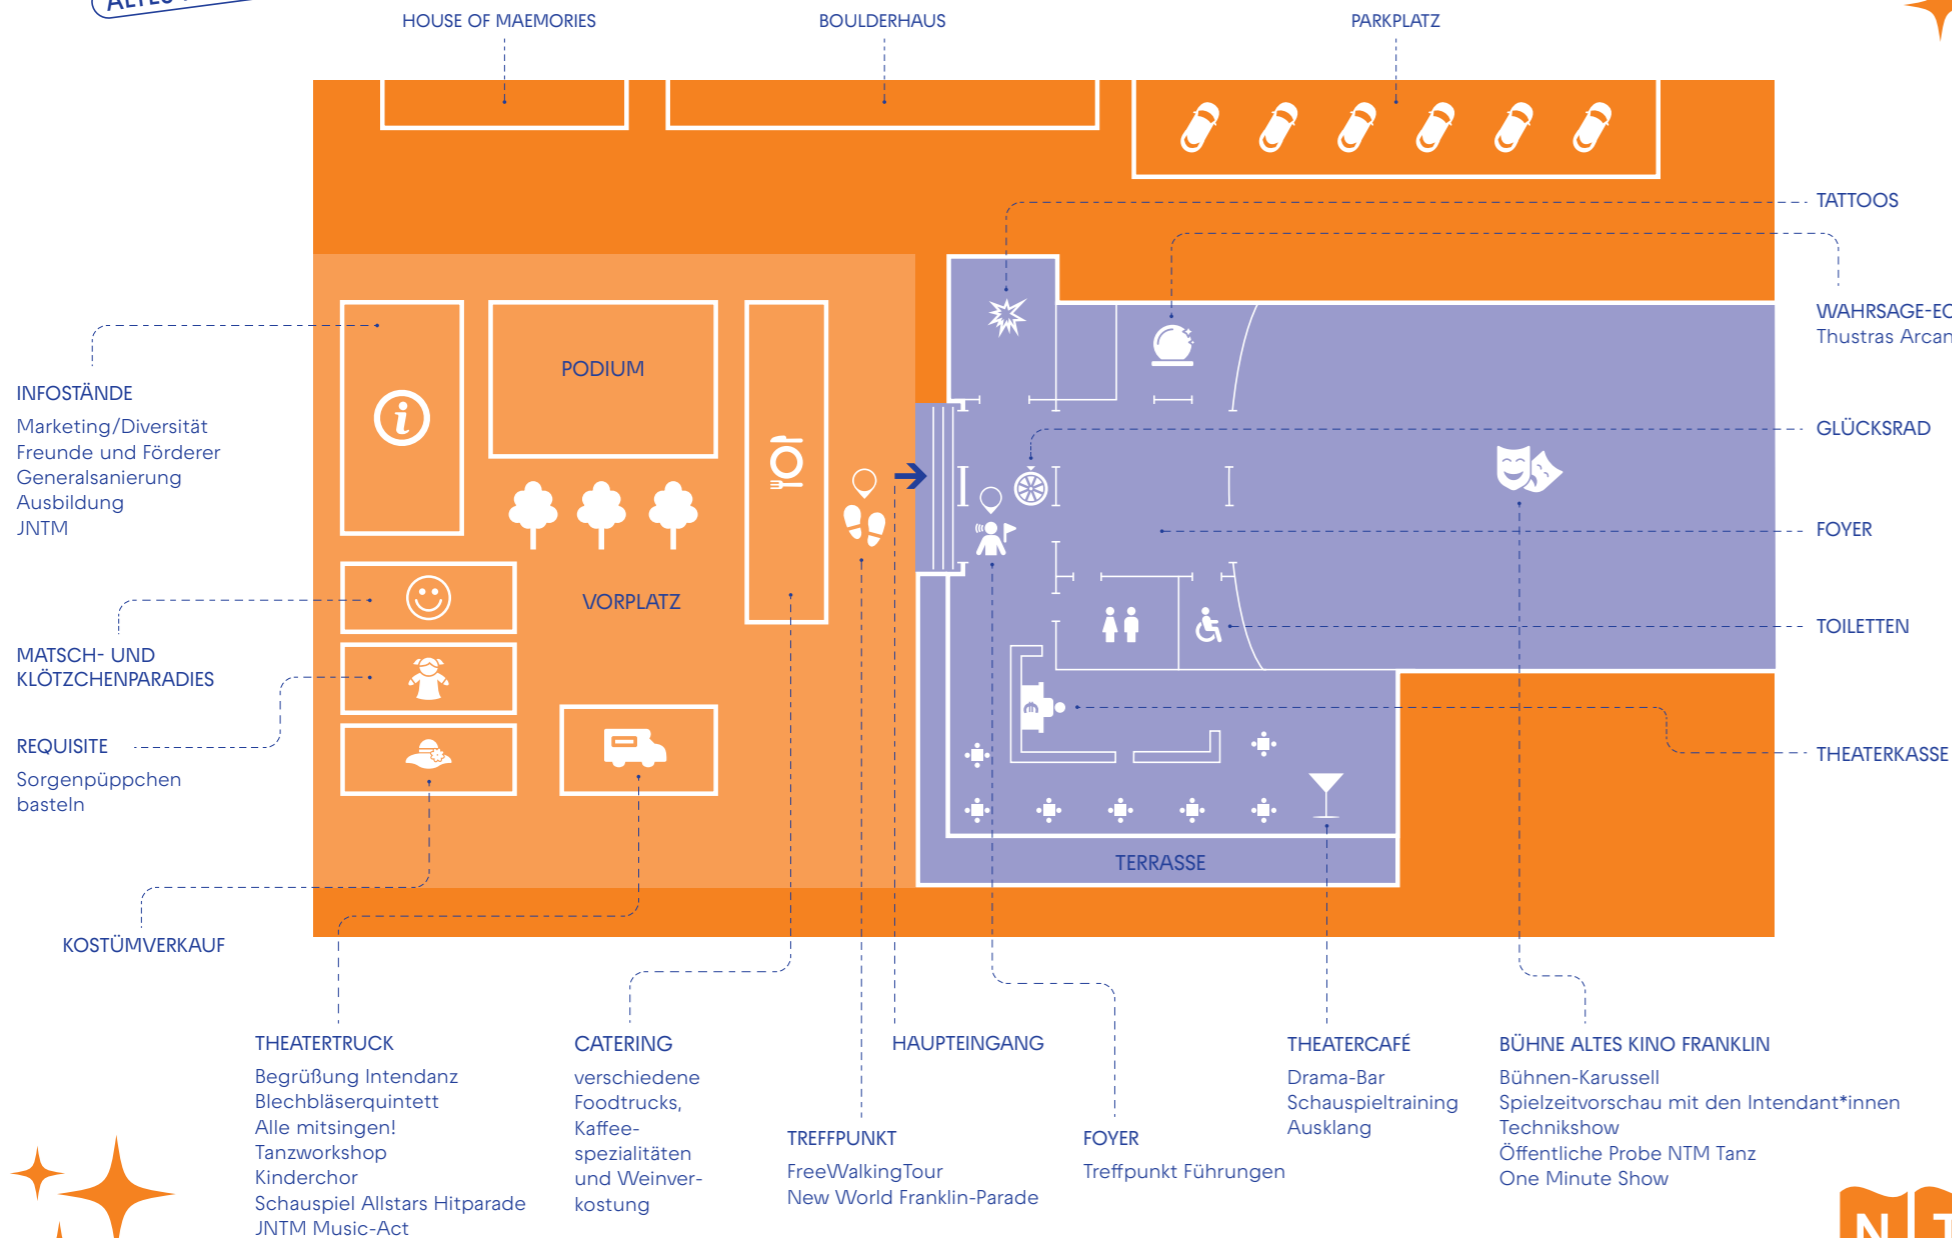 HOUSE OF MAEMORIES
BOULDERHAUS
PARKPLATZ
TATTOOS
Thustras
GLÜCKSRAD
FOYER
TOILETTEN
THEATERKASSE
INFOSTÄNDE
Marketing/Diversität
Freunde und Förderer
Generalsanierung
Ausbildung
JNTM
MATSCH- UND
KLÖTZCHENPARADIES
REQUISITE
Sorgenpüppchen
basteln
KOSTÜMVERKAUF
PODIUM
VORPLATZ
TERRASSE
THEATERTRUCK
Begrüßung Intendanz
Blechbläserquintett
Alle mitsingen!
Tanzworkshop
Kinderchor
Schauspiel Allstars Hitparade
JNTM Music-Act
CATERING
verschiedene
Foodtrucks,
Kaffee-
spezialitäten
und Weinver-
kostung
TREFFPUNKT
FreeWalkingTour
New World Franklin-Parade
HAUPTEINGANG
FOYER
Treffpunkt Führungen
THEATERCAFÉ
Drama-Bar
Schauspieltraining
Ausklang
BÜHNE ALTES KINO FRANKLIN
Bühnen-Karussell
Spielzeitvorschau mit den Intendant*innen
Technikshow
Öffentliche Probe NTM Tanz
One Minute Show
N T